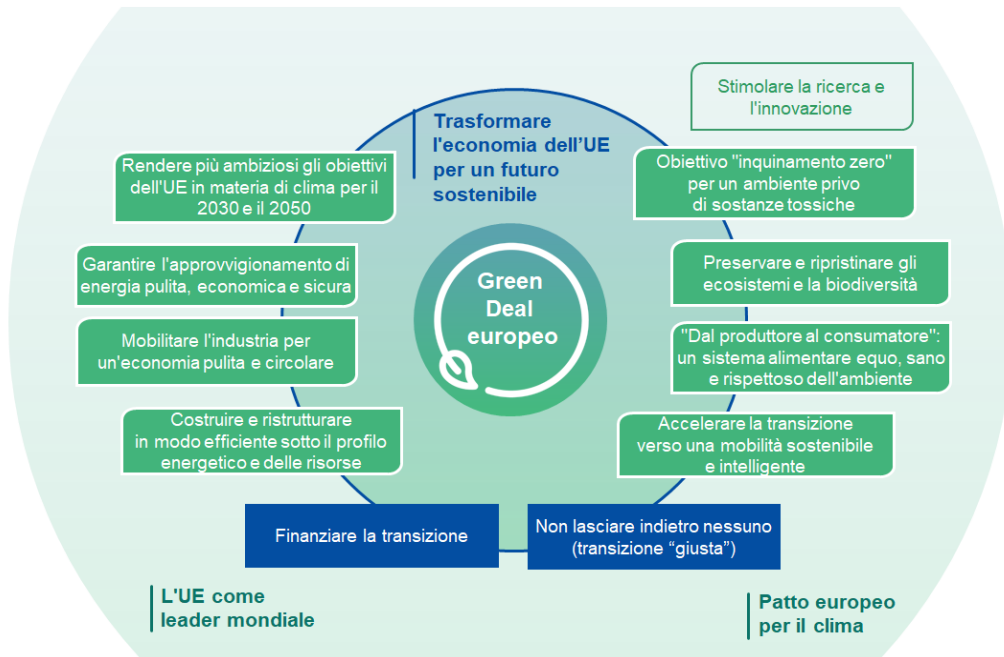 Stimolare la ricerca e
l'innovazione
Trasformare
l'economia dell'UE
per un futuro
sostenibile
Rendere più ambiziosi gli obiettivi
dell'UE in materia di clima per il
2030 e il 2050
Obiettivo "inquinamento zero"
per un ambiente privo
di sostanze tossiche
Garantire l'approvvigionamento di
energia pulita, economica e sicura
Green
Deal
europeo
Preservare e ripristinare gli
ecosistemi e la biodiversità
Mobilitare l'industria per
un'economia pulita e circolare
"Dal produttore al consumatore":
un sistema alimentare equo, sano
e rispettoso dell'ambiente
Costruire e ristrutturare
in modo efficiente sotto il profilo
energetico e delle risorse
Accelerare la transizione
verso una mobilità sostenibile
e intelligente
Finanziare la transizione
Non lasciare indietro nessuno
(transizione “giusta”)
L'UE come
leader mondiale
Patto europeo
per il clima